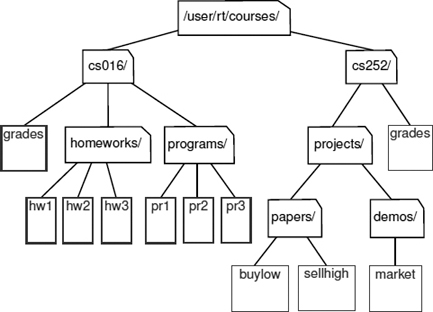 /user/rt/courses/
cs016/
cs252/
grades
homeworks/
programs/
projects/
grades
hw1
hw2
hw3
pr1
pr2
pr3
papers/
demos/
buylow
sellhigh
market